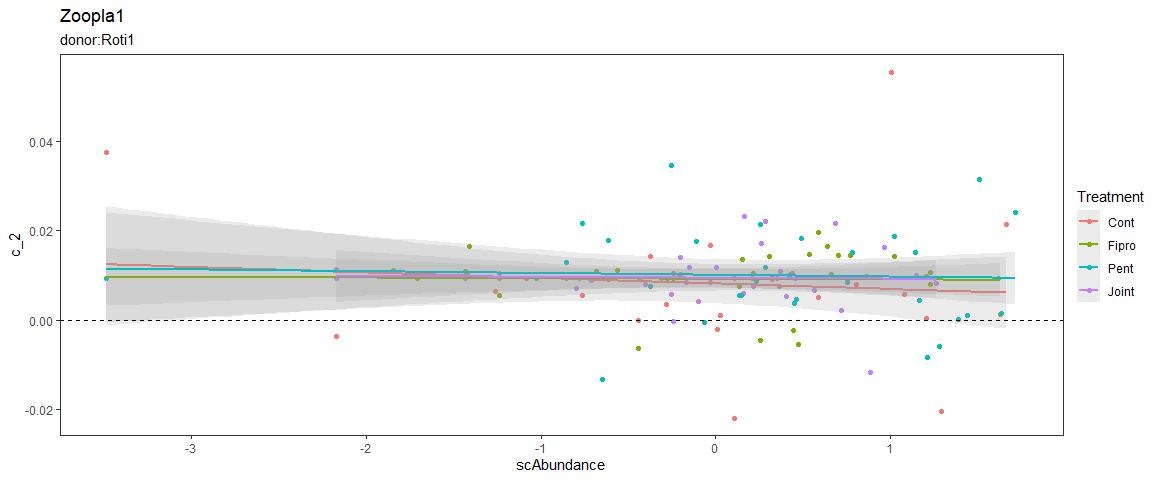 Zoopla1
donor:Roti1
c_2
0.04
0.02
0.00
-0.02
-3
-2
-1
0
1
scAbundance
Treatment
Cont
Fipro
Pent
Joint